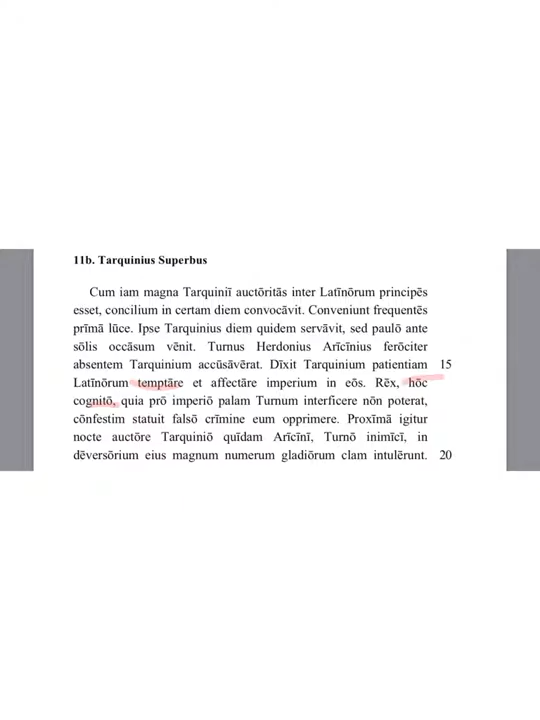 11b. Tarquinius Superbus
Cum iam magna Tarquiniī auctōritās inter Latīnōrum principēs
esset, concilium in certam diem convocāvit. Conveniunt frequentēs
prīmā lūce. Ipse Tarquinius diem quidem servāvit, sed paulō ante
sōlis occāsum vēnit. Turnus Herdonius Arīcīnius ferōciter
absentem Tarquinium accūsāverat. Dīxit Tarquinium patientiam 15
Latīnōrum temptāre et affectāre imperium in eōs. Rēx, hōc
cognitō, quia prō imperiō palam Turnum interficere nōn poterat,
cōnfestim statuit falsō crīmine eum opprimere. Proximā igitur
nocte auctōre Tarquiniō quīdam Arīcīnī, Turnō inimīcī, in
dēversōrium eius magnum numerum gladiōrum clam intulērunt. 20